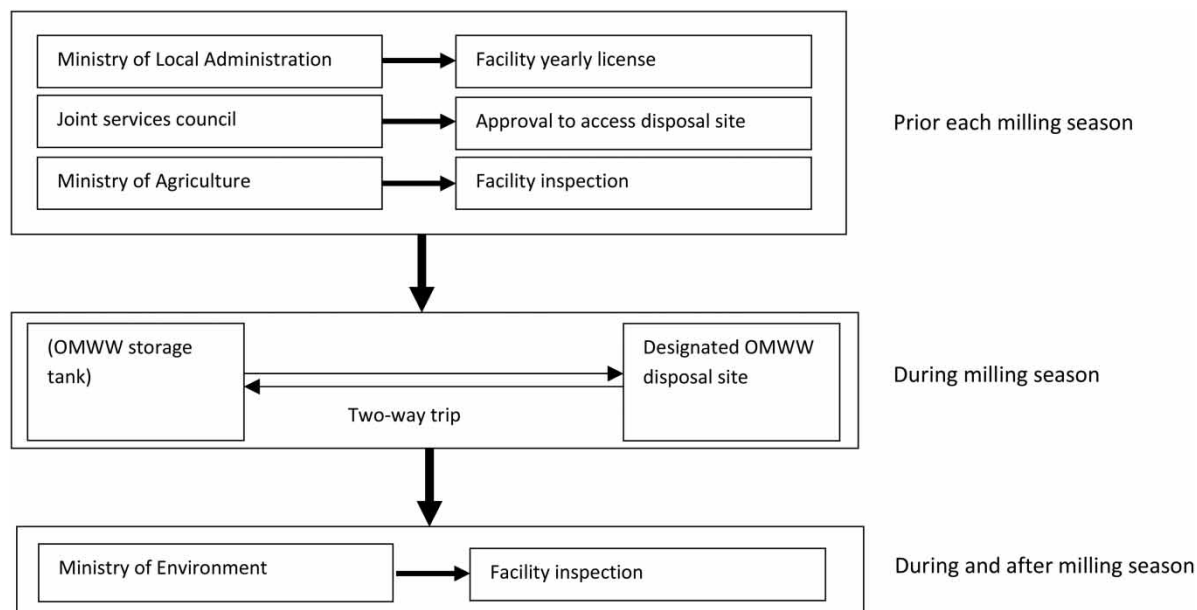 Ministry of Local Administration
Facility yearly license
Joint services council
Approval to access disposal site
Prior each milling season
Ministry of Agriculture
Facility inspection
(OMWW storage
tank)
Designated OMWW
disposal site
During milling season
Two-way trip
Ministry of Environment
Facility inspection
During and after milling season